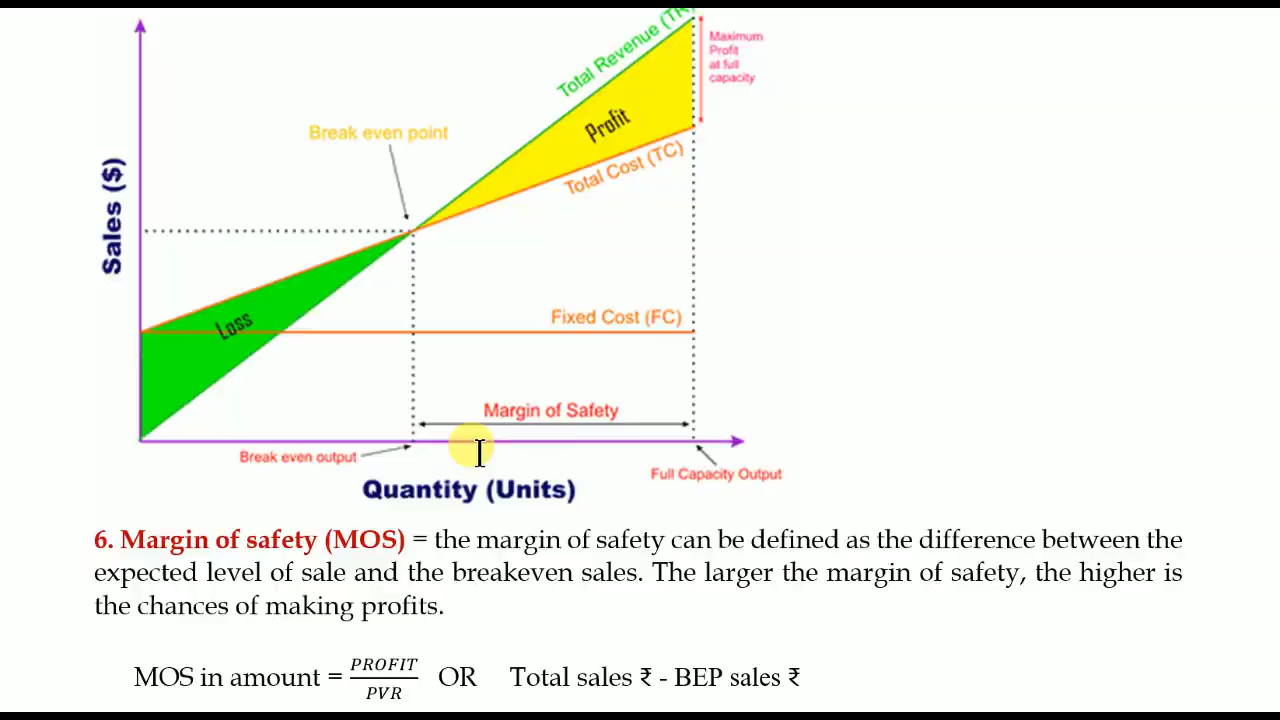 Total Revenue (TR)
Maximum
Profit
at full
capacity
Break even point
Profit
Total Cost (TC)
Sales ($)
Loss
Fixed Cost (FC)
Margin of Safety
Break even output
Full Capacity Output
Quantity (Units)
6. Margin of safety (MOS) = the margin of safety can be defined as the difference between the
expected level of sale and the breakeven sales. The larger the margin of safety, the higher is
the chances of making profits.
MOS in amount = PROFIT/PVR OR Total sales ₹ - BEP sales ₹